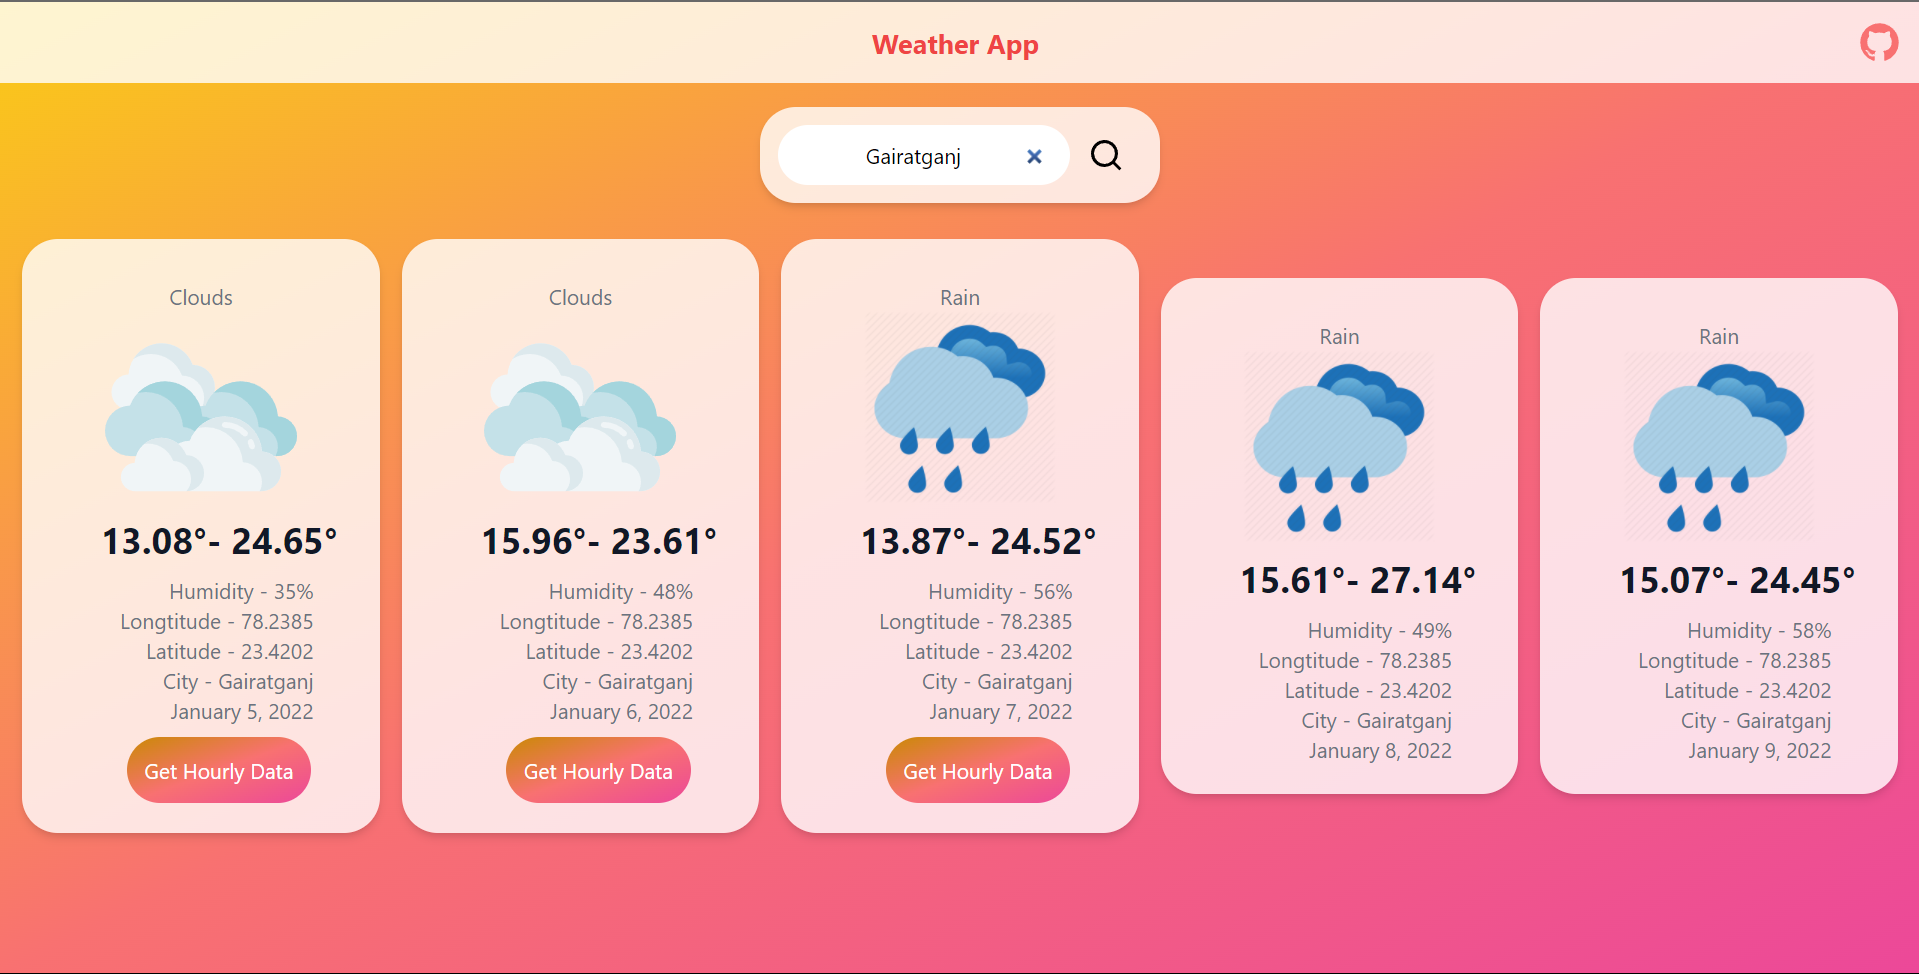 Weather App
Gairatganj
Clouds
13.08°- 24.65°
Humidity - 35%
Longtitude - 78.2385
Latitude - 23.4202
City - Gairatganj
January 5, 2022
Get Hourly Data
Clouds
15.96°- 23.61°
Humidity - 48%
Longtitude - 78.2385
Latitude - 23.4202
City - Gairatganj
January 6, 2022
Get Hourly Data
Rain
13.87°- 24.52°
Humidity - 56%
Longtitude - 78.2385
Latitude - 23.4202
City - Gairatganj
January 7, 2022
Get Hourly Data
Rain
15.61°- 27.14°
Humidity - 49%
Longtitude - 78.2385
Latitude - 23.4202
City - Gairatganj
January 8, 2022
Rain
15.07°- 24.45°
Humidity - 58%
Longtitude - 78.2385
Latitude - 23.4202
City - Gairatganj
January 9, 2022